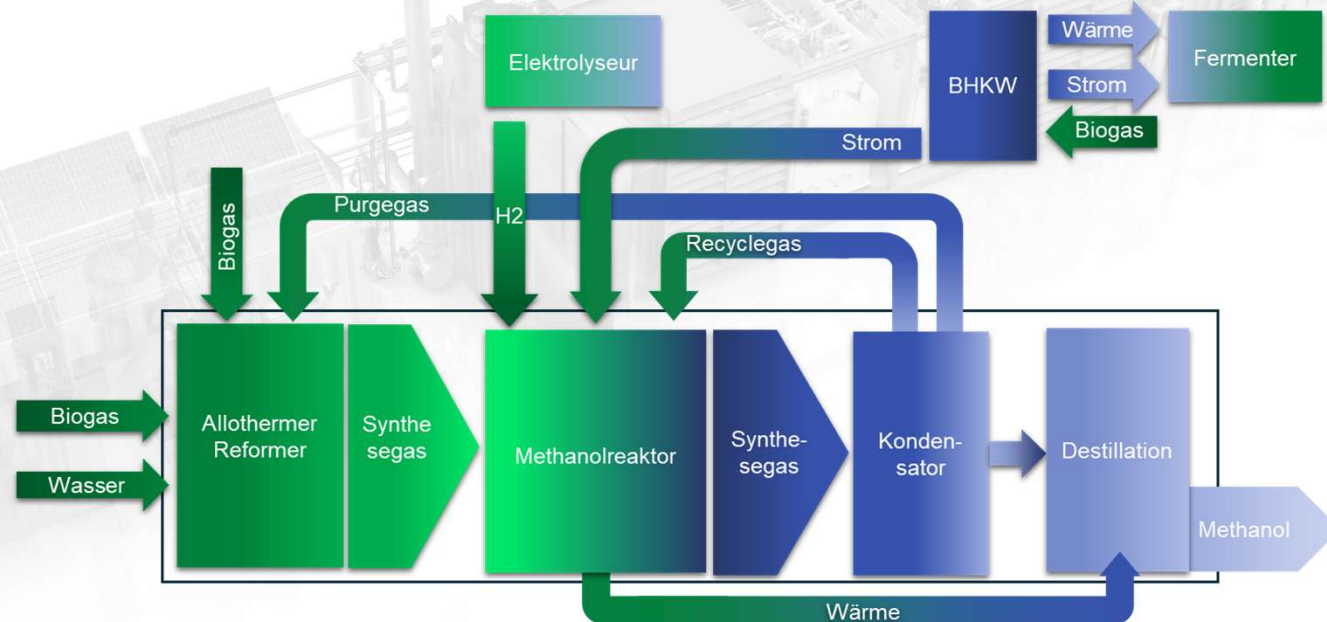 Elektrolyseur
BHKW
Wärme
Strom
Biogas
Fermenter
Strom
Biogas
Purgegas
H2
Recyclegas
Biogas
Wasser
Allothermer
Reformer
Synthe
segas
Methanolreaktor
Synthe-
segas
Konden-
sator
Destillation
Methanol
Wärme